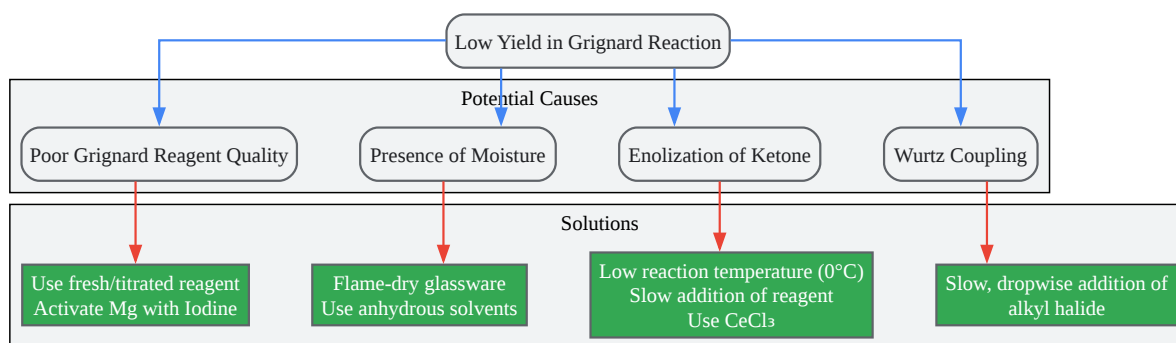 Low Yield in Grignard Reaction
Potential Causes
Poor Grignard Reagent Quality
Presence of Moisture
Enolization of Ketone
Wurtz Coupling
Solutions
Use fresh/titrated reagent
Activate Mg with Iodine
Flame-dry glassware
Use anhydrous solvents
Low reaction temperature (0°C)
Slow addition of reagent
Use CeCl₃
Slow, dropwise addition of
alkyl halide